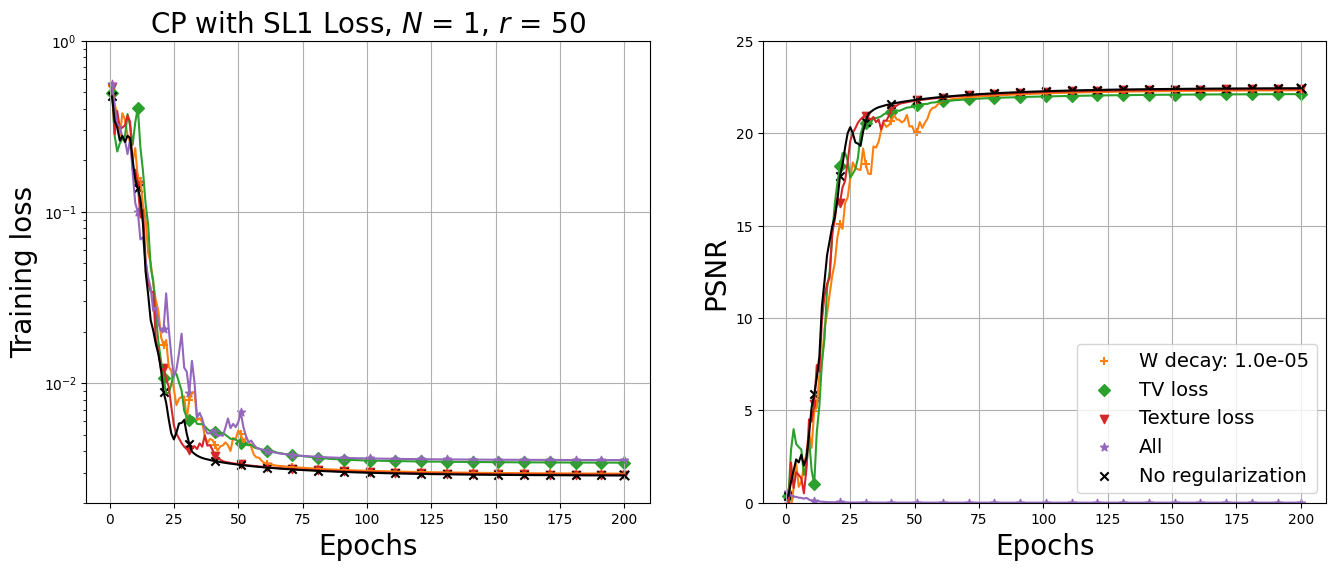 CP with SL1 Loss, N = 1, r = 50
Training loss
10^0
10^-1
10^-2
0 25 50 75 100 125 150 175 200
Epochs
PSNR
25
20
15
10
5
0
0 25 50 75 100 125 150 175 200
Epochs
W decay: 1.0e-05
TV loss
Texture loss
All
No regularization